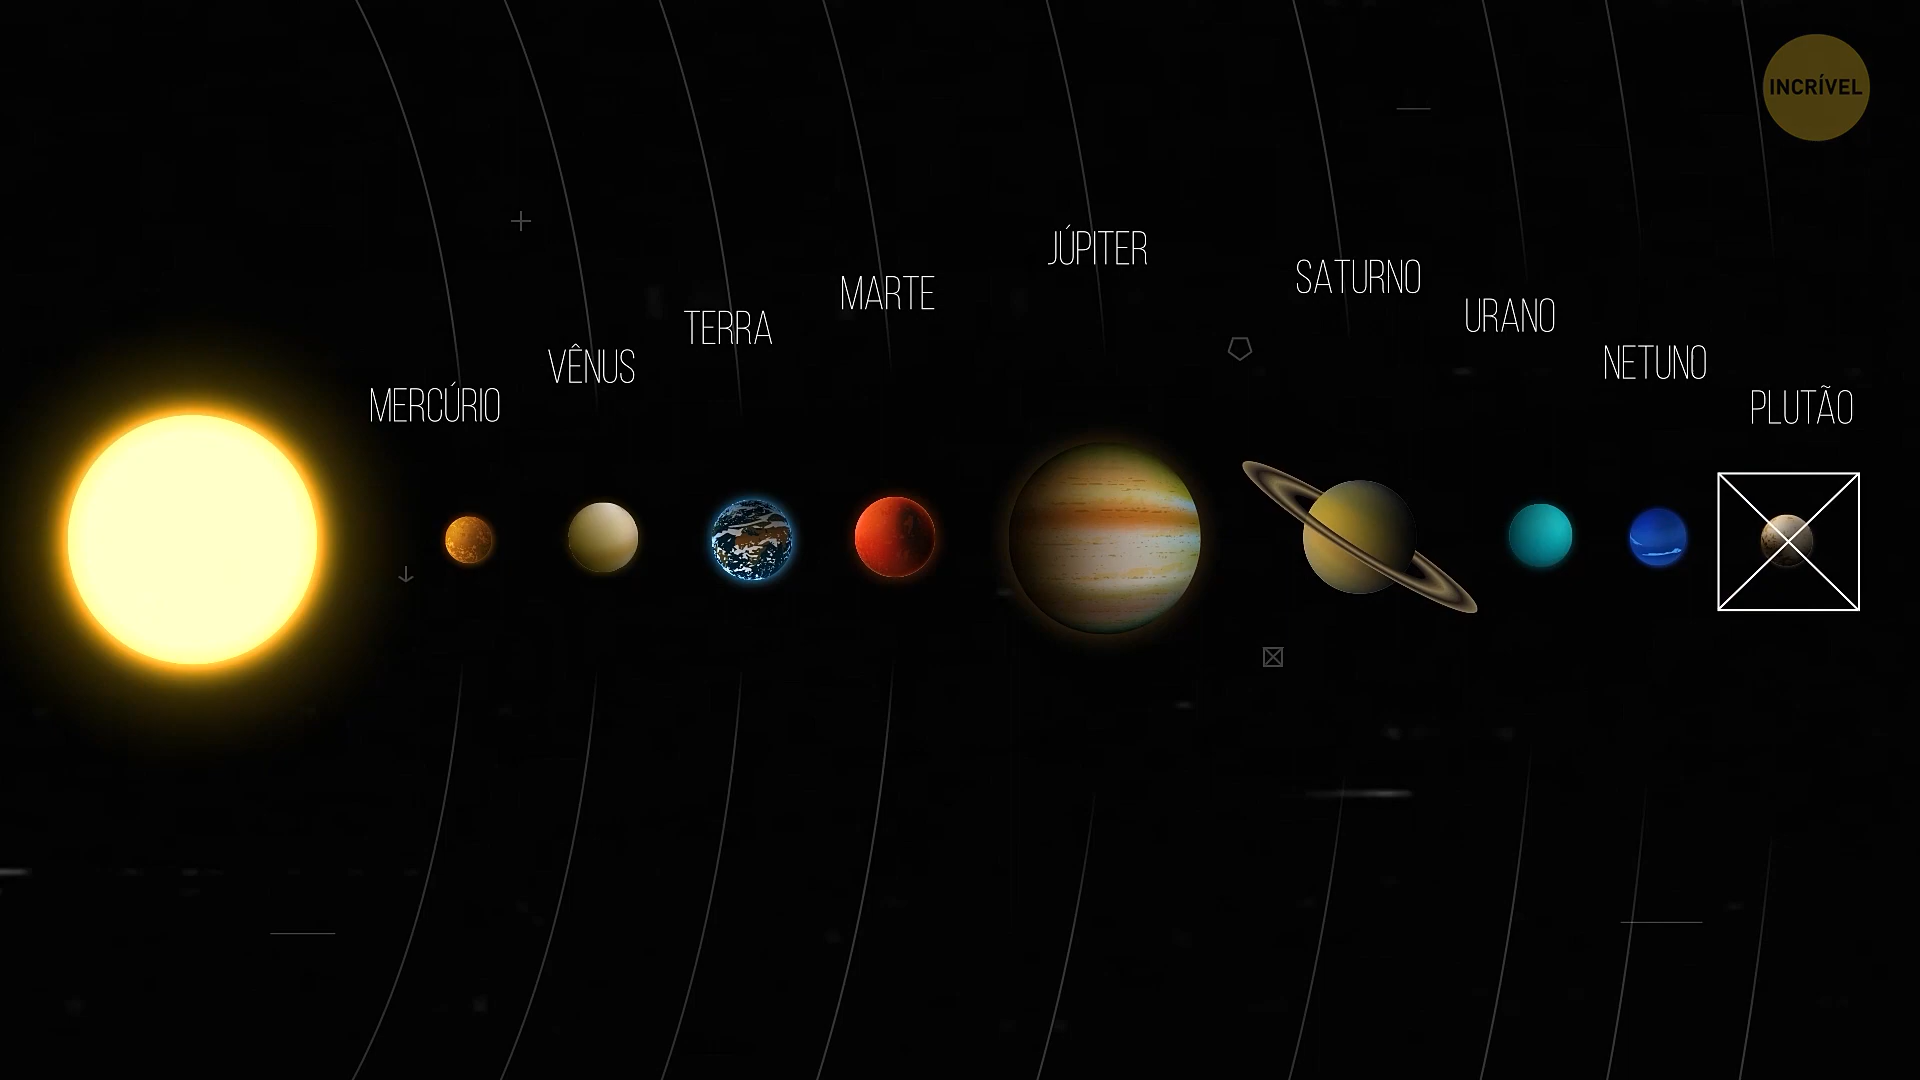 INCRÍVEL
JÚPITER
SATURNO
MARTE
URANO
TERRA
VÊNUS
NETUNO
MERCÚRIO
PLUTÃO